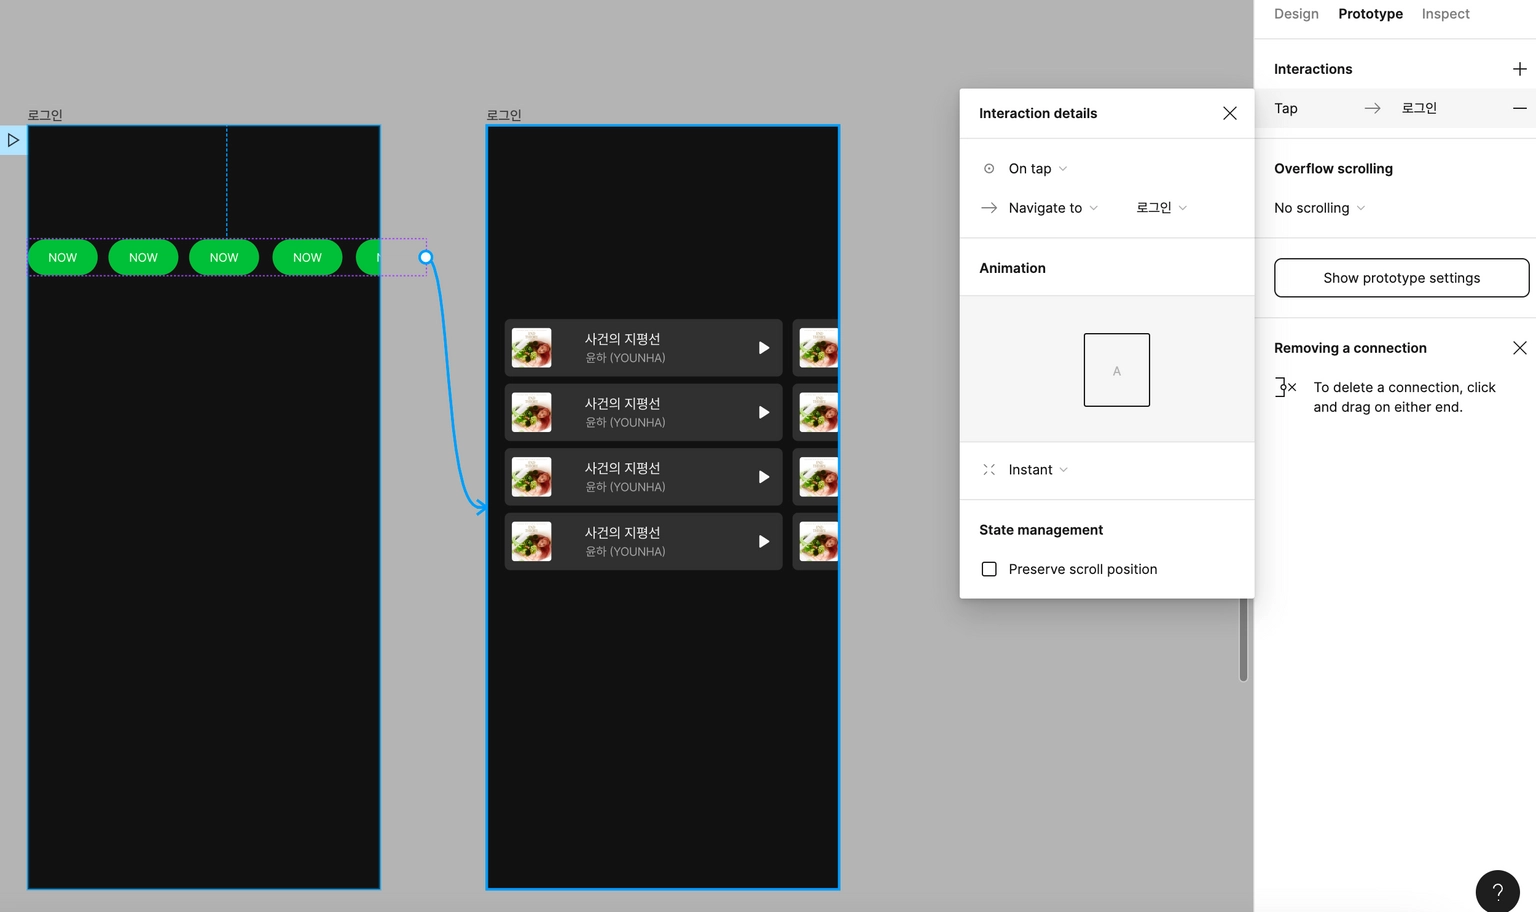 Design Prototype Inspect
Interactions
Tap 로그인
Overflow scrolling
No scrolling
Show prototype settings
Removing a connection
To delete a connection, click
and drag on either end.
Interaction details
On tap
Navigate to 로그인
Animation
A
Instant
State management
Preserve scroll position
로그인
NOW NOW NOW NOW
로그인
사건의 지평선
윤하 (YOUNHA)
사건의 지평선
윤하 (YOUNHA)
사건의 지평선
윤하 (YOUNHA)
사건의 지평선
윤하 (YOUNHA)
?